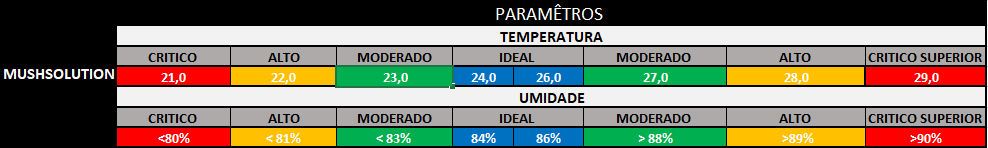 PARAMÊTROS
TEMPERATURA
CRITICO ALTO MODERADO IDEAL MODERADO ALTO CRITICO SUPERIOR
MUSHSOLUTION 21,0 22,0 23,0 24,0 26,0 27,0 28,0 29,0
UMIDADE
CRITICO ALTO MODERADO IDEAL MODERADO ALTO CRITICO SUPERIOR
<80% < 81% < 83% 84% 86% > 88% >89% >90%